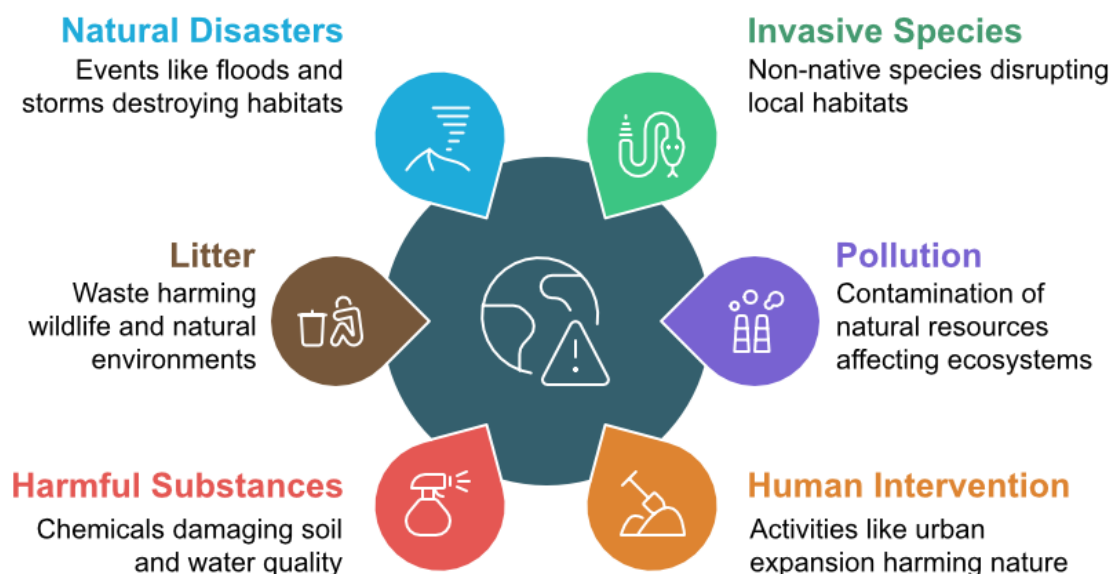 Natural Disasters
Events like floods and
storms destroying habitats
Invasive Species
Non-native species disrupting
local habitats
Litter
Waste harming
wildlife and natural
environments
Pollution
Contamination of
natural resources
affecting ecosystems
Harmful Substances
Chemicals damaging soil
and water quality
Human Intervention
Activities like urban
expansion harming nature